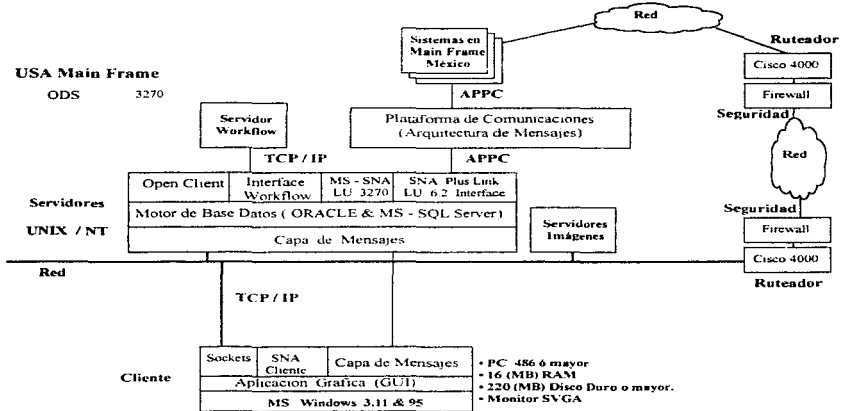 Red
Sistemas en
Main Frame
México
Ruteador
Cisco 4000
USA Main Frame
ODS 3270
APPC
Firewall
Seguridad
Servidor
Workflow
Plataforma de Comunicaciones
(Arquitectura de Mensajes)
Red
TCP / IP
APPC
Open Client
Interface
Workflow
MS - SNA
LU 3270
SNA Plus Link
LU 6.2 Interface
Servidores
UNIX / NT
Motor de Base Datos ( ORACLE & MS - SQL Server)
Capa de Mensajes
Servidores
Imágenes
Seguridad
Firewall
Cisco 4000
Ruteador
Red
TCP / IP
Cliente
Sockets
SNA
Cliente
Capa de Mensajes
Aplicacion Grafica (GUI)
MS Windows 3.11 & 95
• PC 486 ó mayor
• 16 (MB) RAM
• 220 (MB) Disco Duro o mayor.
• Monitor SVGA